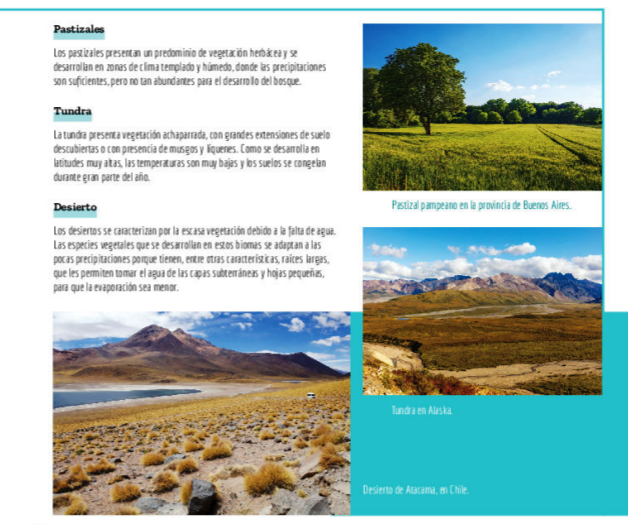 Pastizales
Los pastizales presentan un predominio de vegetación herbácea y se
desarrollan en zonas de clima templado y húmedo, donde las precipitaciones
son suficientes, pero no tan abundantes para el desarrollo del bosque.
Tundra
La tundra presenta vegetación achaparrada, con grandes extensiones de suelo
descubiertas o con presencia de musgos y líquenes. Como se desarrolla en
latitudes muy altas, las temperaturas son muy bajas y los suelos se congelan
durante gran parte del año.
Desierto
Los desiertos se caracterizan por la escasa vegetación debido a la falta de agua.
Las especies vegetales que se desarrollan en estos biomas se adaptan a las
pocas precipitaciones porque tienen, entre otras características, raíces largas,
que les permiten tomar el agua de las capas subterráneas y hojas pequeñas,
para que la evaporación sea menor.
Pastizal pampeano en la provincia de Buenos Aires.
Tundra en Alaska.
Desierto de Atacama, en Chile.